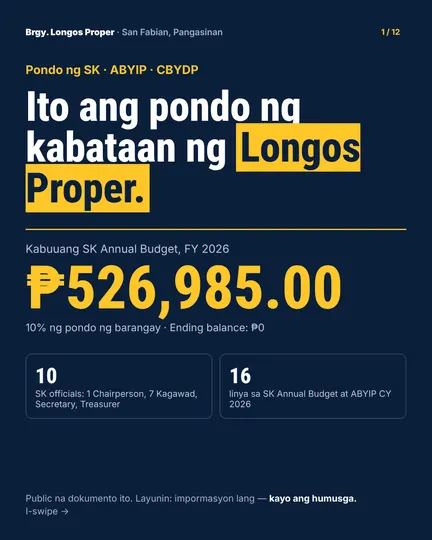 Brgy. Longos Proper · San Fabian, Pangasinan
1 / 12
Pondo ng SK · ABYIP · CBYDP
Ito ang pondo ng
kabataan ng Longos
Proper.
Kabuuang SK Annual Budget, FY 2026
₱526,985.00
10% ng pondo ng barangay · Ending balance: ₱0
10
SK officials: 1 Chairperson, 7 Kagawad,
Secretary, Treasurer
16
linya sa SK Annual Budget at ABYIP CY
2026
Public na dokumento ito. Layunin: impormasyon lang — kayo ang humusga.
I-swipe →